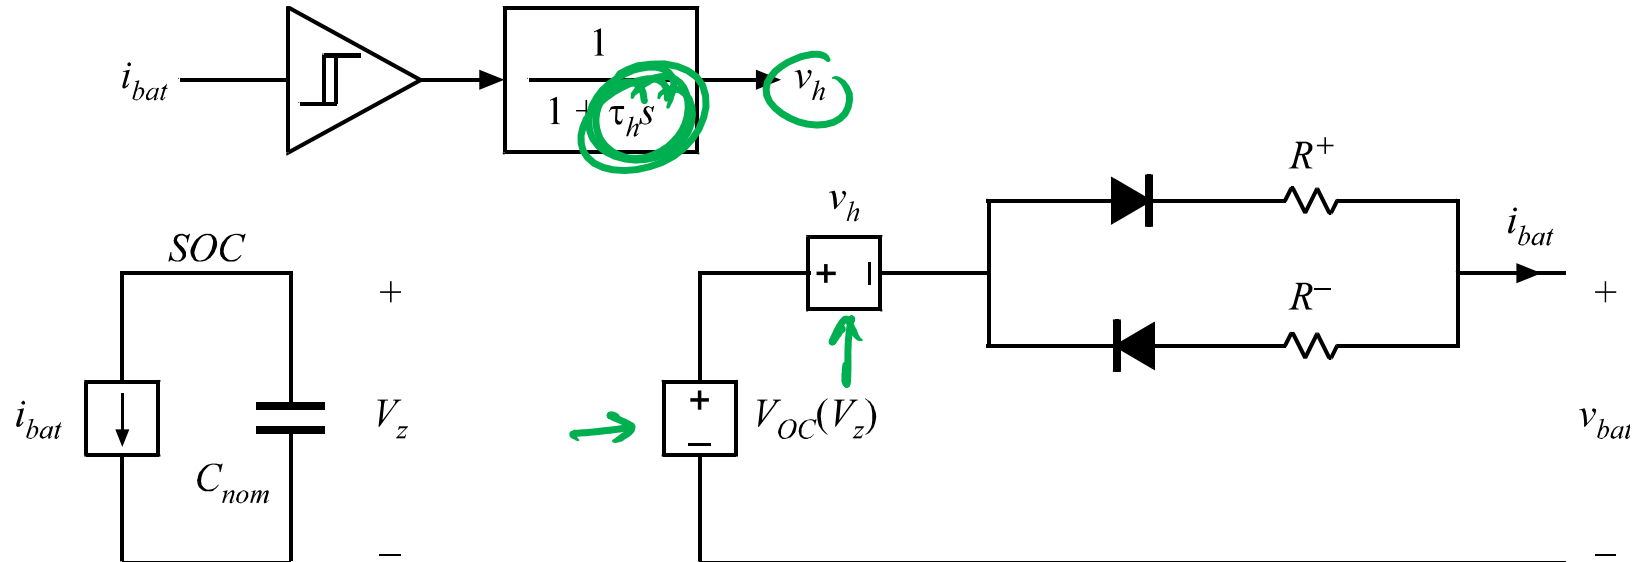 1
i_bat
v_h
1 + τ_h s
R⁺
v_h
i_bat
SOC
+
R⁻
+
+ −
+
i_bat
V_z
V_OC(V_z)
v_bat
−
C_nom
−
−